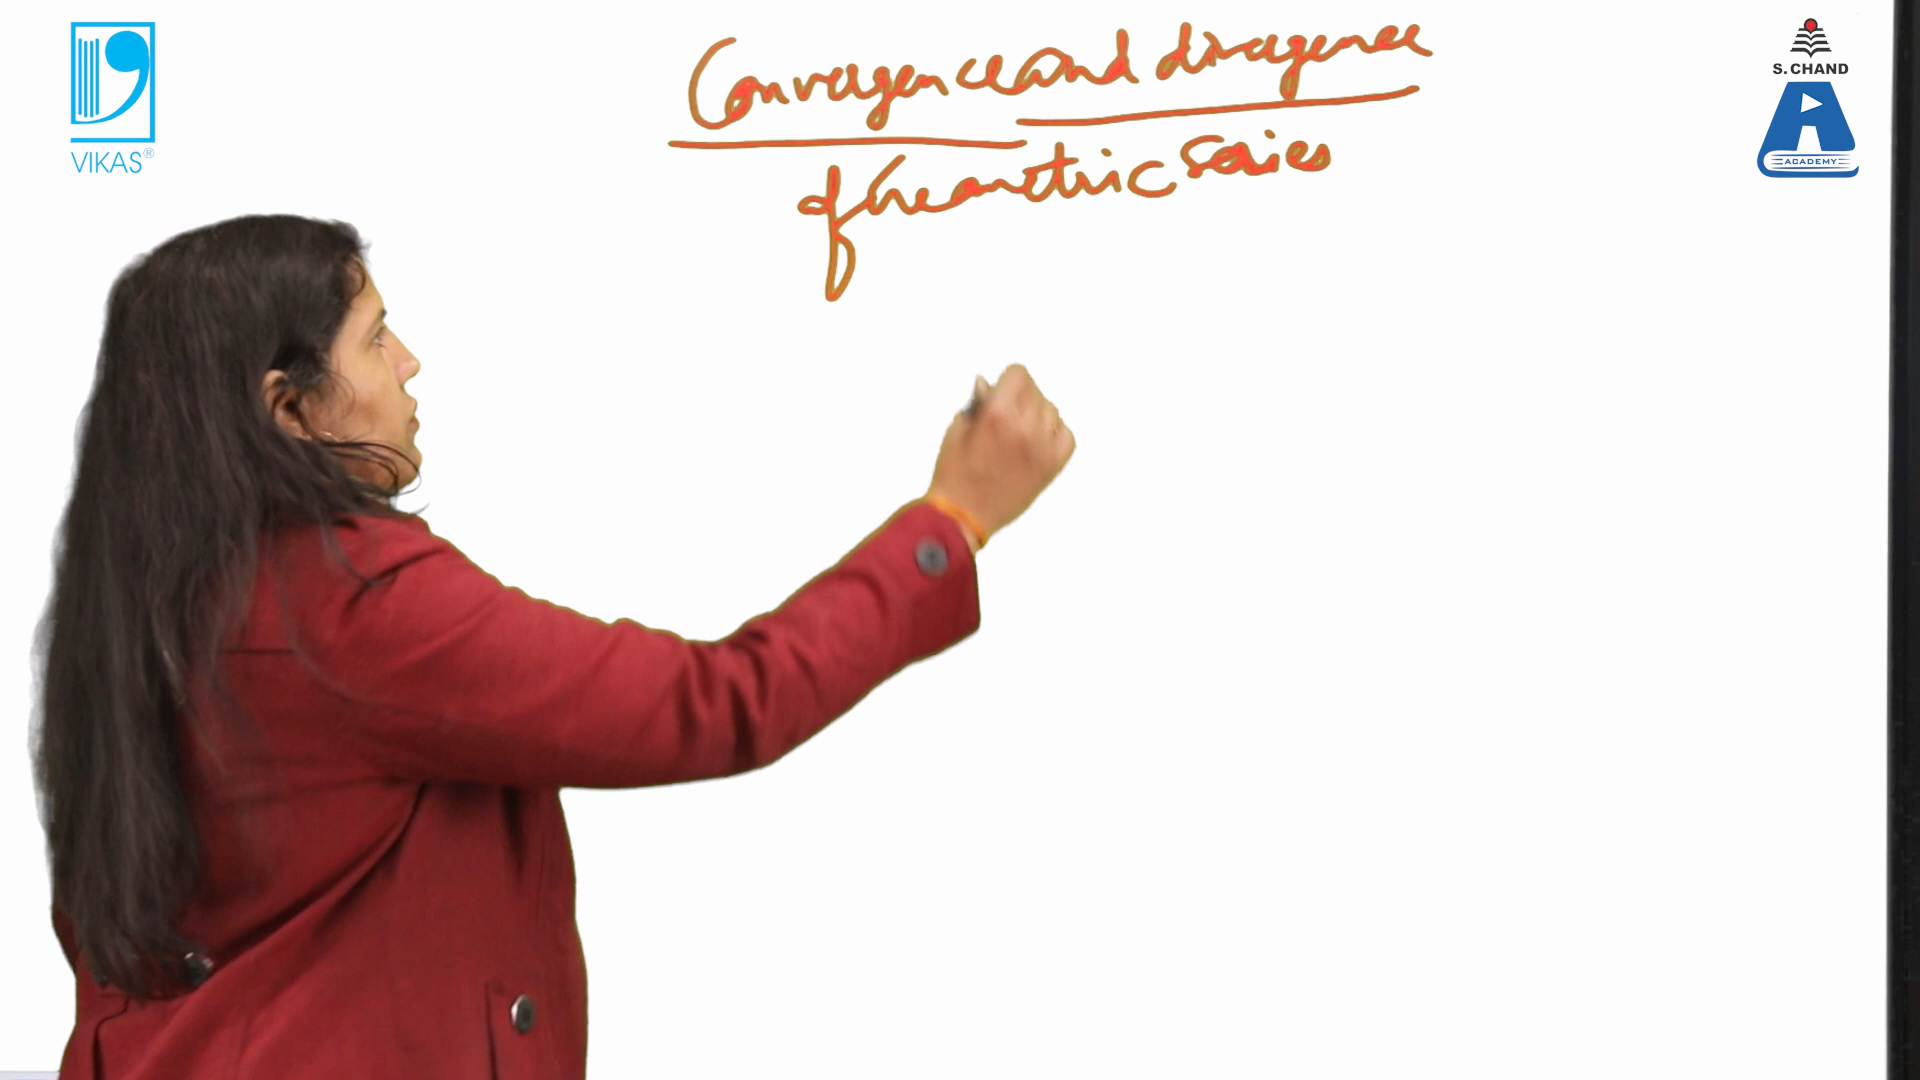 Convergence and divergence
of Geometric Series
VIKAS®
S. CHAND
ACADEMY